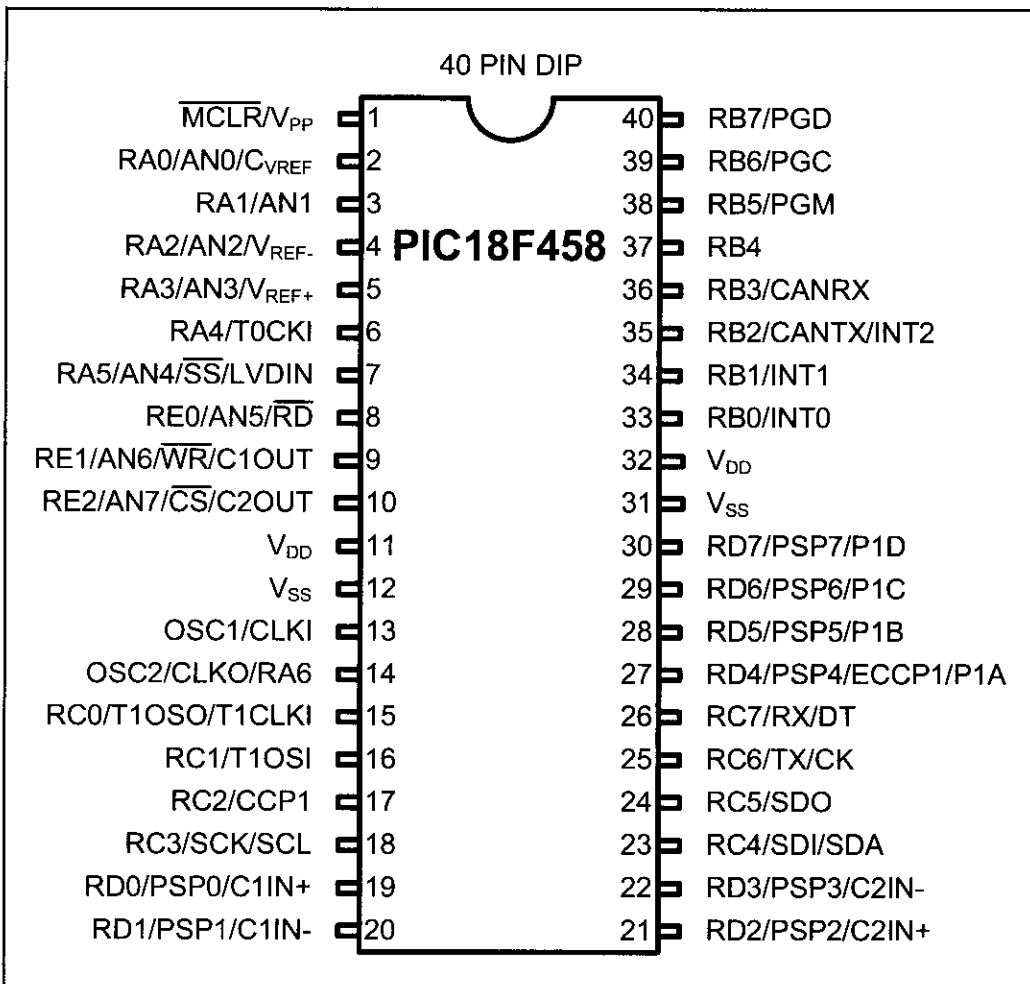 40 PIN DIP
MCLR/VPP 1 40 RB7/PGD
RA0/AN0/CVREF 2 39 RB6/PGC
RA1/AN1 3 38 RB5/PGM
RA2/AN2/VREF- 4 PIC18F458 37 RB4
RA3/AN3/VREF+ 5 36 RB3/CANRX
RA4/T0CKI 6 35 RB2/CANTX/INT2
RA5/AN4/SS/LVDIN 7 34 RB1/INT1
RE0/AN5/RD 8 33 RB0/INT0
RE1/AN6/WR/C1OUT 9 32 VDD
RE2/AN7/CS/C2OUT 10 31 VSS
VDD 11 30 RD7/PSP7/P1D
VSS 12 29 RD6/PSP6/P1C
OSC1/CLKI 13 28 RD5/PSP5/P1B
OSC2/CLKO/RA6 14 27 RD4/PSP4/ECCP1/P1A
RC0/T1OSO/T1CLKI 15 26 RC7/RX/DT
RC1/T1OSI 16 25 RC6/TX/CK
RC2/CCP1 17 24 RC5/SDO
RC3/SCK/SCL 18 23 RC4/SDI/SDA
RD0/PSP0/C1IN+ 19 22 RD3/PSP3/C2IN-
RD1/PSP1/C1IN- 20 21 RD2/PSP2/C2IN+